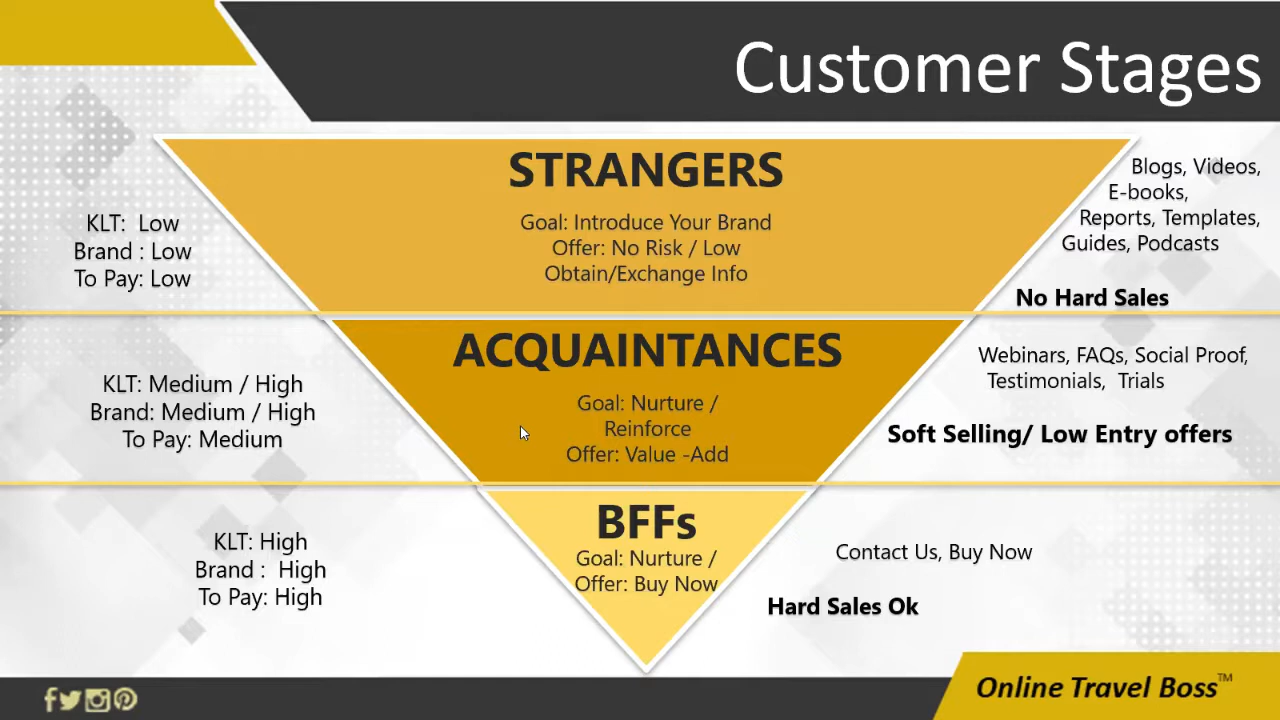 Customer Stages
STRANGERS
Goal: Introduce Your Brand
Offer: No Risk / Low
Obtain/Exchange Info
KLT:  Low
Brand : Low
To Pay: Low
Blogs, Videos,
E-books,
Reports, Templates,
Guides, Podcasts
No Hard Sales
ACQUAINTANCES
Goal: Nurture /
Reinforce
Offer: Value -Add
KLT: Medium / High
Brand: Medium / High
To Pay: Medium
Webinars, FAQs, Social Proof,
Testimonials,  Trials
Soft Selling/ Low Entry offers
BFFs
Goal: Nurture /
Offer: Buy Now
KLT: High
Brand :  High
To Pay: High
Contact Us, Buy Now
Hard Sales Ok
Online Travel Boss™